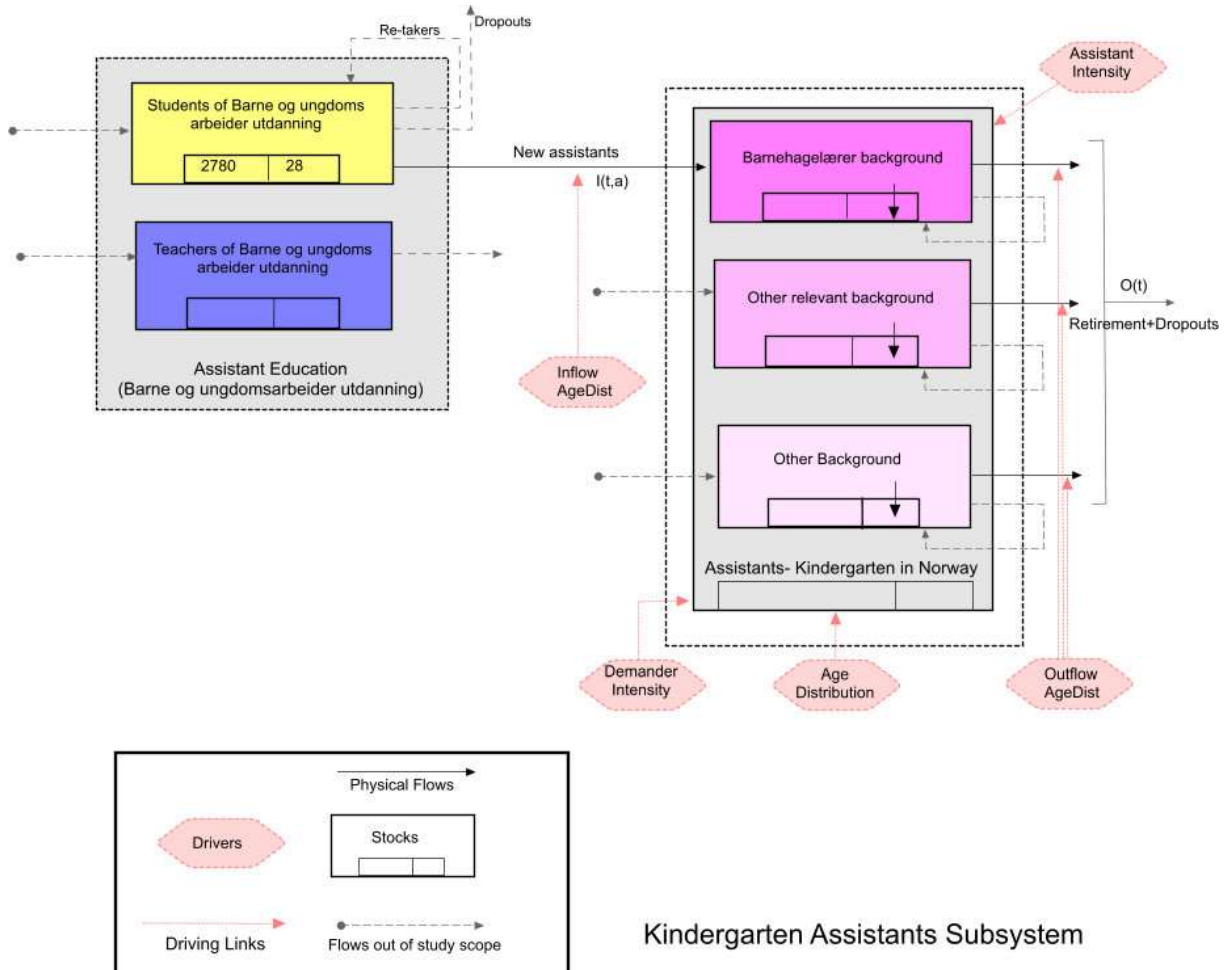 Re-takers
Dropouts
Students of Barne og ungdoms
arbeider utdanning
2780 28
Teachers of Barne og ungdoms
arbeider utdanning
Assistant Education
(Barne og ungdomsarbeider utdanning)
New assistants
I(t,a)
Inflow
AgeDist
Assistant
Intensity
Barnehagelærer background
Other relevant background
Other Background
Assistants- Kindergarten in Norway
O(t)
Retirement+Dropouts
Demander
Intensity
Age
Distribution
Outflow
AgeDist
Physical Flows
Drivers
Stocks
Driving Links
Flows out of study scope
Kindergarten Assistants Subsystem